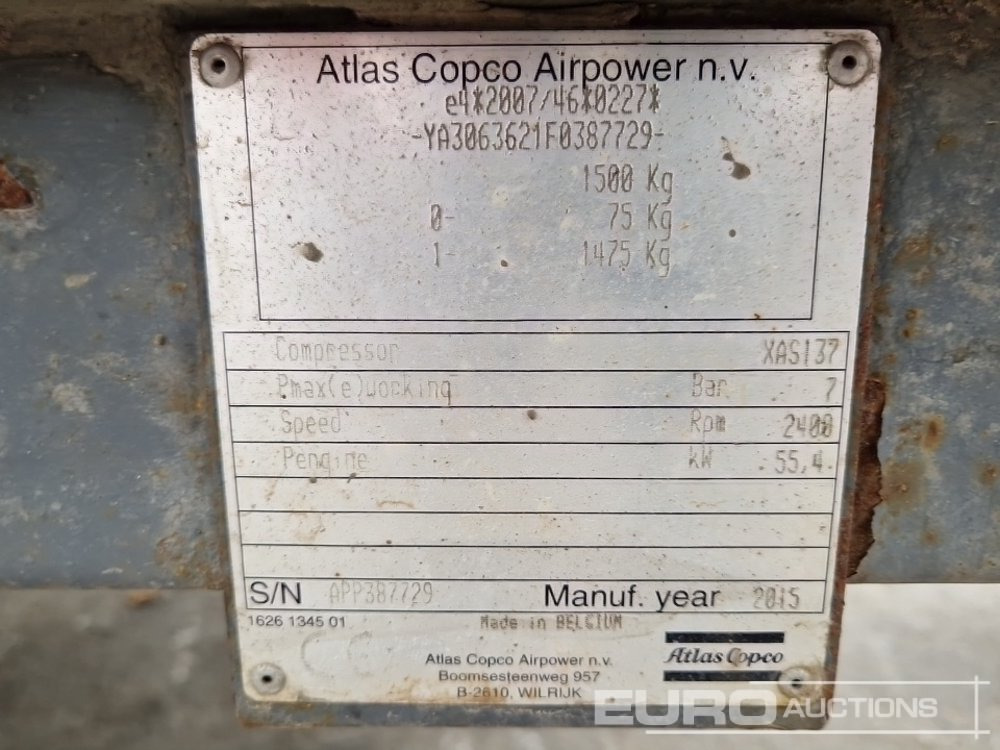 Atlas Copco Airpower n.v.
e4*2007/46*0227*
-YA3063621F0387729-
1500 Kg
0- 75 Kg
1- 1475 Kg
Compressor XAS137
Pmax(e)working Bar 7
Speed Rpm 2400
Pengine kW 55,4
S/N APP387729 Manuf. year 2015
1626 1345 01 Made in BELGIUM
CE
Atlas Copco Airpower n.v.
Boomsesteenweg 957
B-2610, WILRIJK
Atlas Copco
EURO AUCTIONS